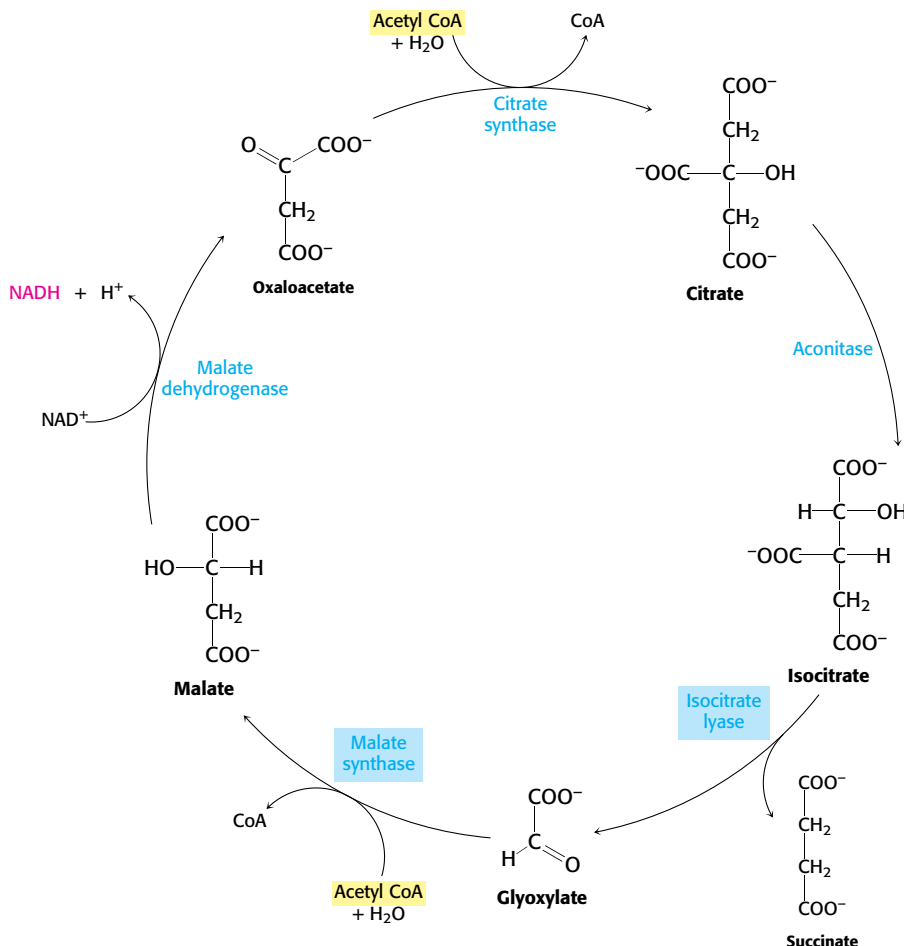 Acetyl CoA
+ H₂O
CoA
Citrate
synthase
O
C
COO⁻
CH₂
COO⁻
Oxaloacetate
COO⁻
CH₂
⁻OOC—C—OH
CH₂
COO⁻
Citrate
Aconitase
NADH + H⁺
Malate
dehydrogenase
NAD⁺
COO⁻
H—C—OH
⁻OOC—C—H
CH₂
COO⁻
Isocitrate
Isocitrate
lyase
COO⁻
CH₂
CH₂
COO⁻
Succinate
COO⁻
C
H
O
Glyoxylate
Malate
synthase
CoA
Acetyl CoA
+ H₂O
COO⁻
HO—C—H
CH₂
COO⁻
Malate